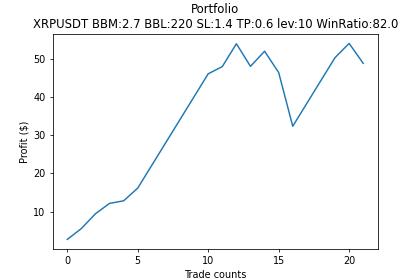 Portfolio
XRPUSDT BBM:2.7 BBL:220 SL:1.4 TP:0.6 lev:10 WinRatio:82.0
50
40
30
20
10
Profit ($)
0 5 10 15 20
Trade counts